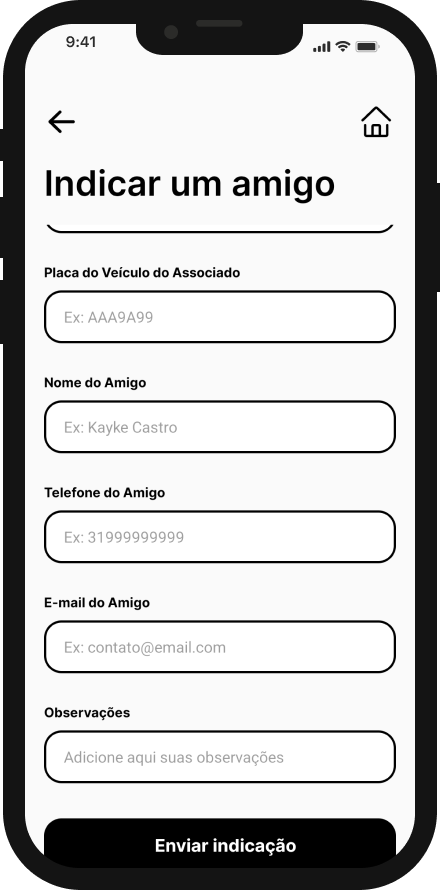 9:41
Indicar um amigo
Placa do Veículo do Associado
Ex: AAA9A99
Nome do Amigo
Ex: Kayke Castro
Telefone do Amigo
Ex: 31999999999
E-mail do Amigo
Ex: contato@email.com
Observações
Adicione aqui suas observações
Enviar indicação